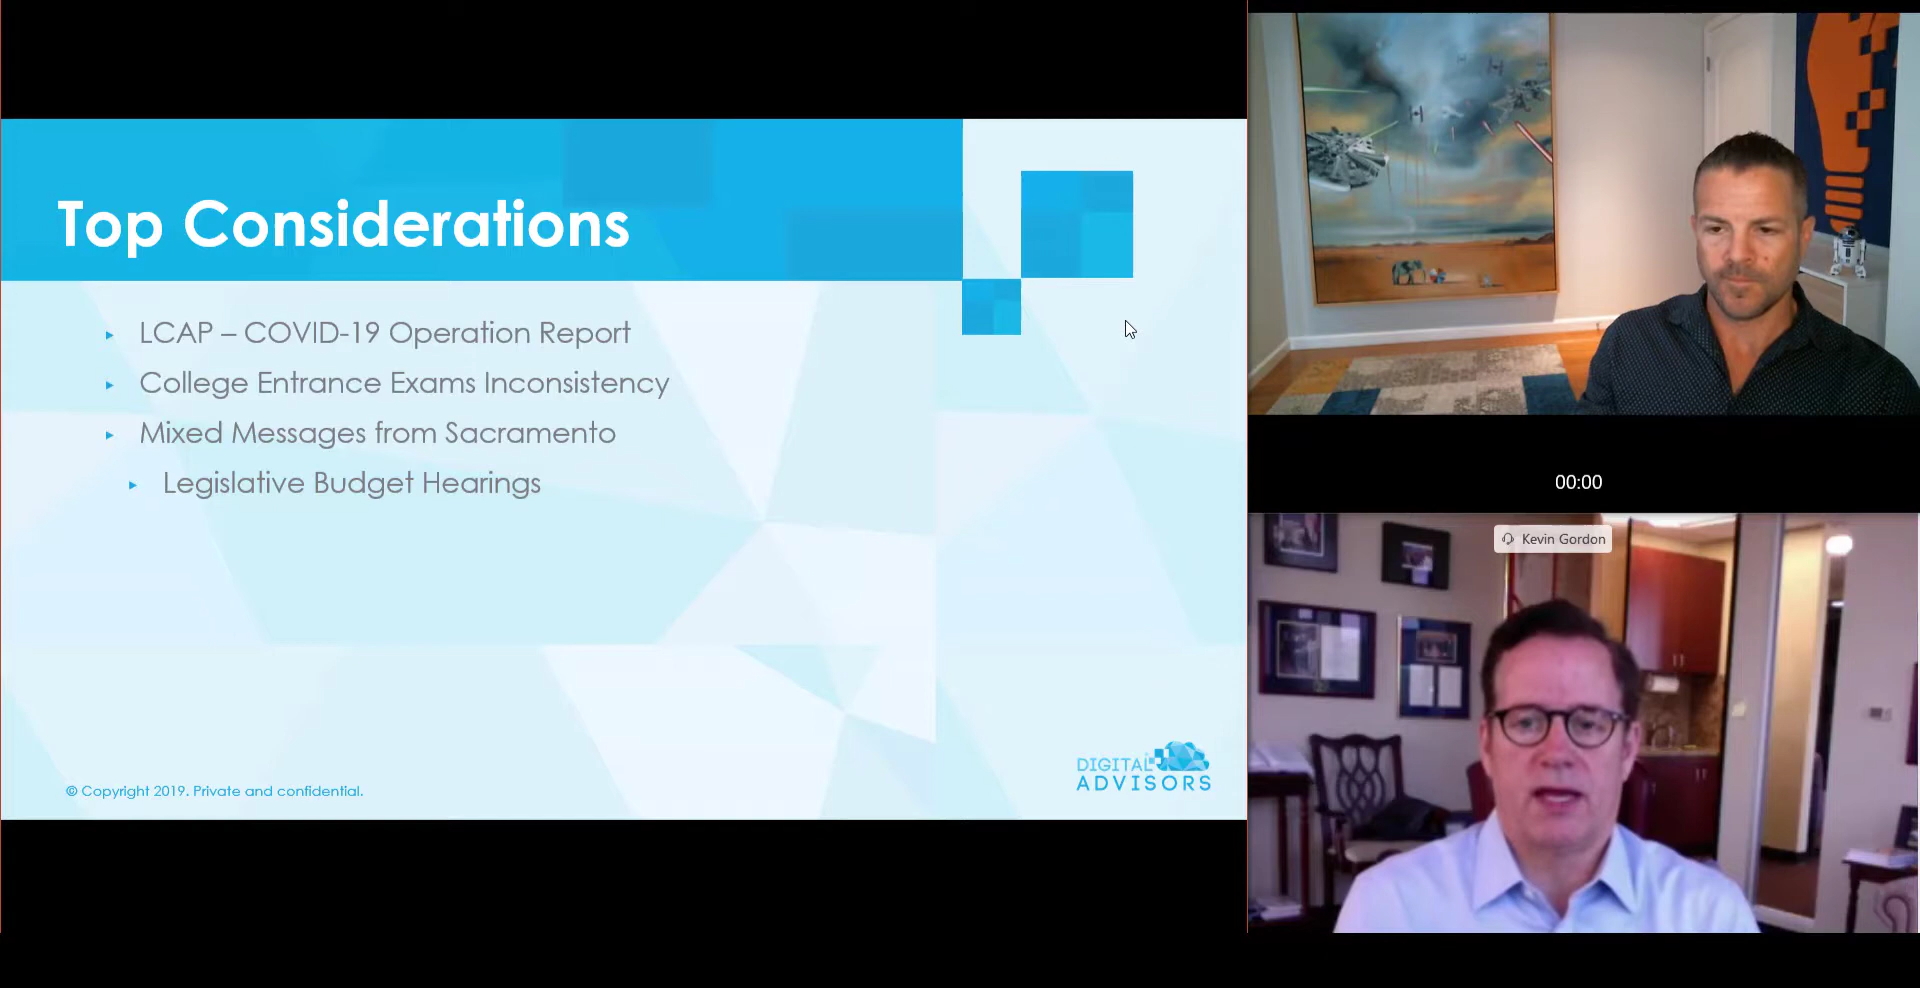 Top Considerations
LCAP – COVID-19 Operation Report
College Entrance Exams Inconsistency
Mixed Messages from Sacramento
Legislative Budget Hearings
© Copyright 2019. Private and confidential.
DIGITAL
ADVISORS
00:00
Kevin Gordon